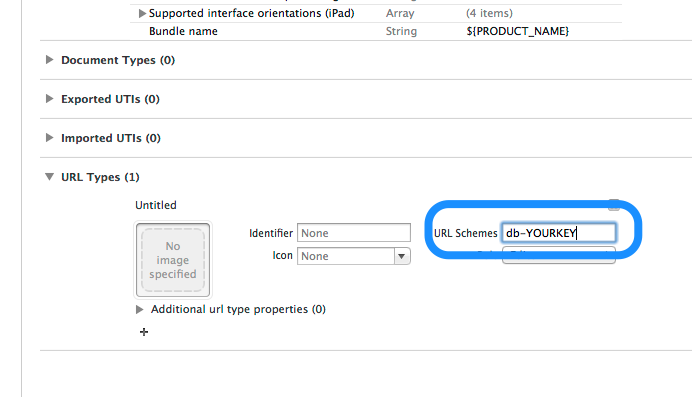 Supported interface orientations (iPad) Array (4 items)
Bundle name String ${PRODUCT_NAME}
Document Types (0)
Exported UTIs (0)
Imported UTIs (0)
URL Types (1)
Untitled
No image specified
Identifier None
URL Schemes db-YOURKEY
Icon None
Additional url type properties (0)